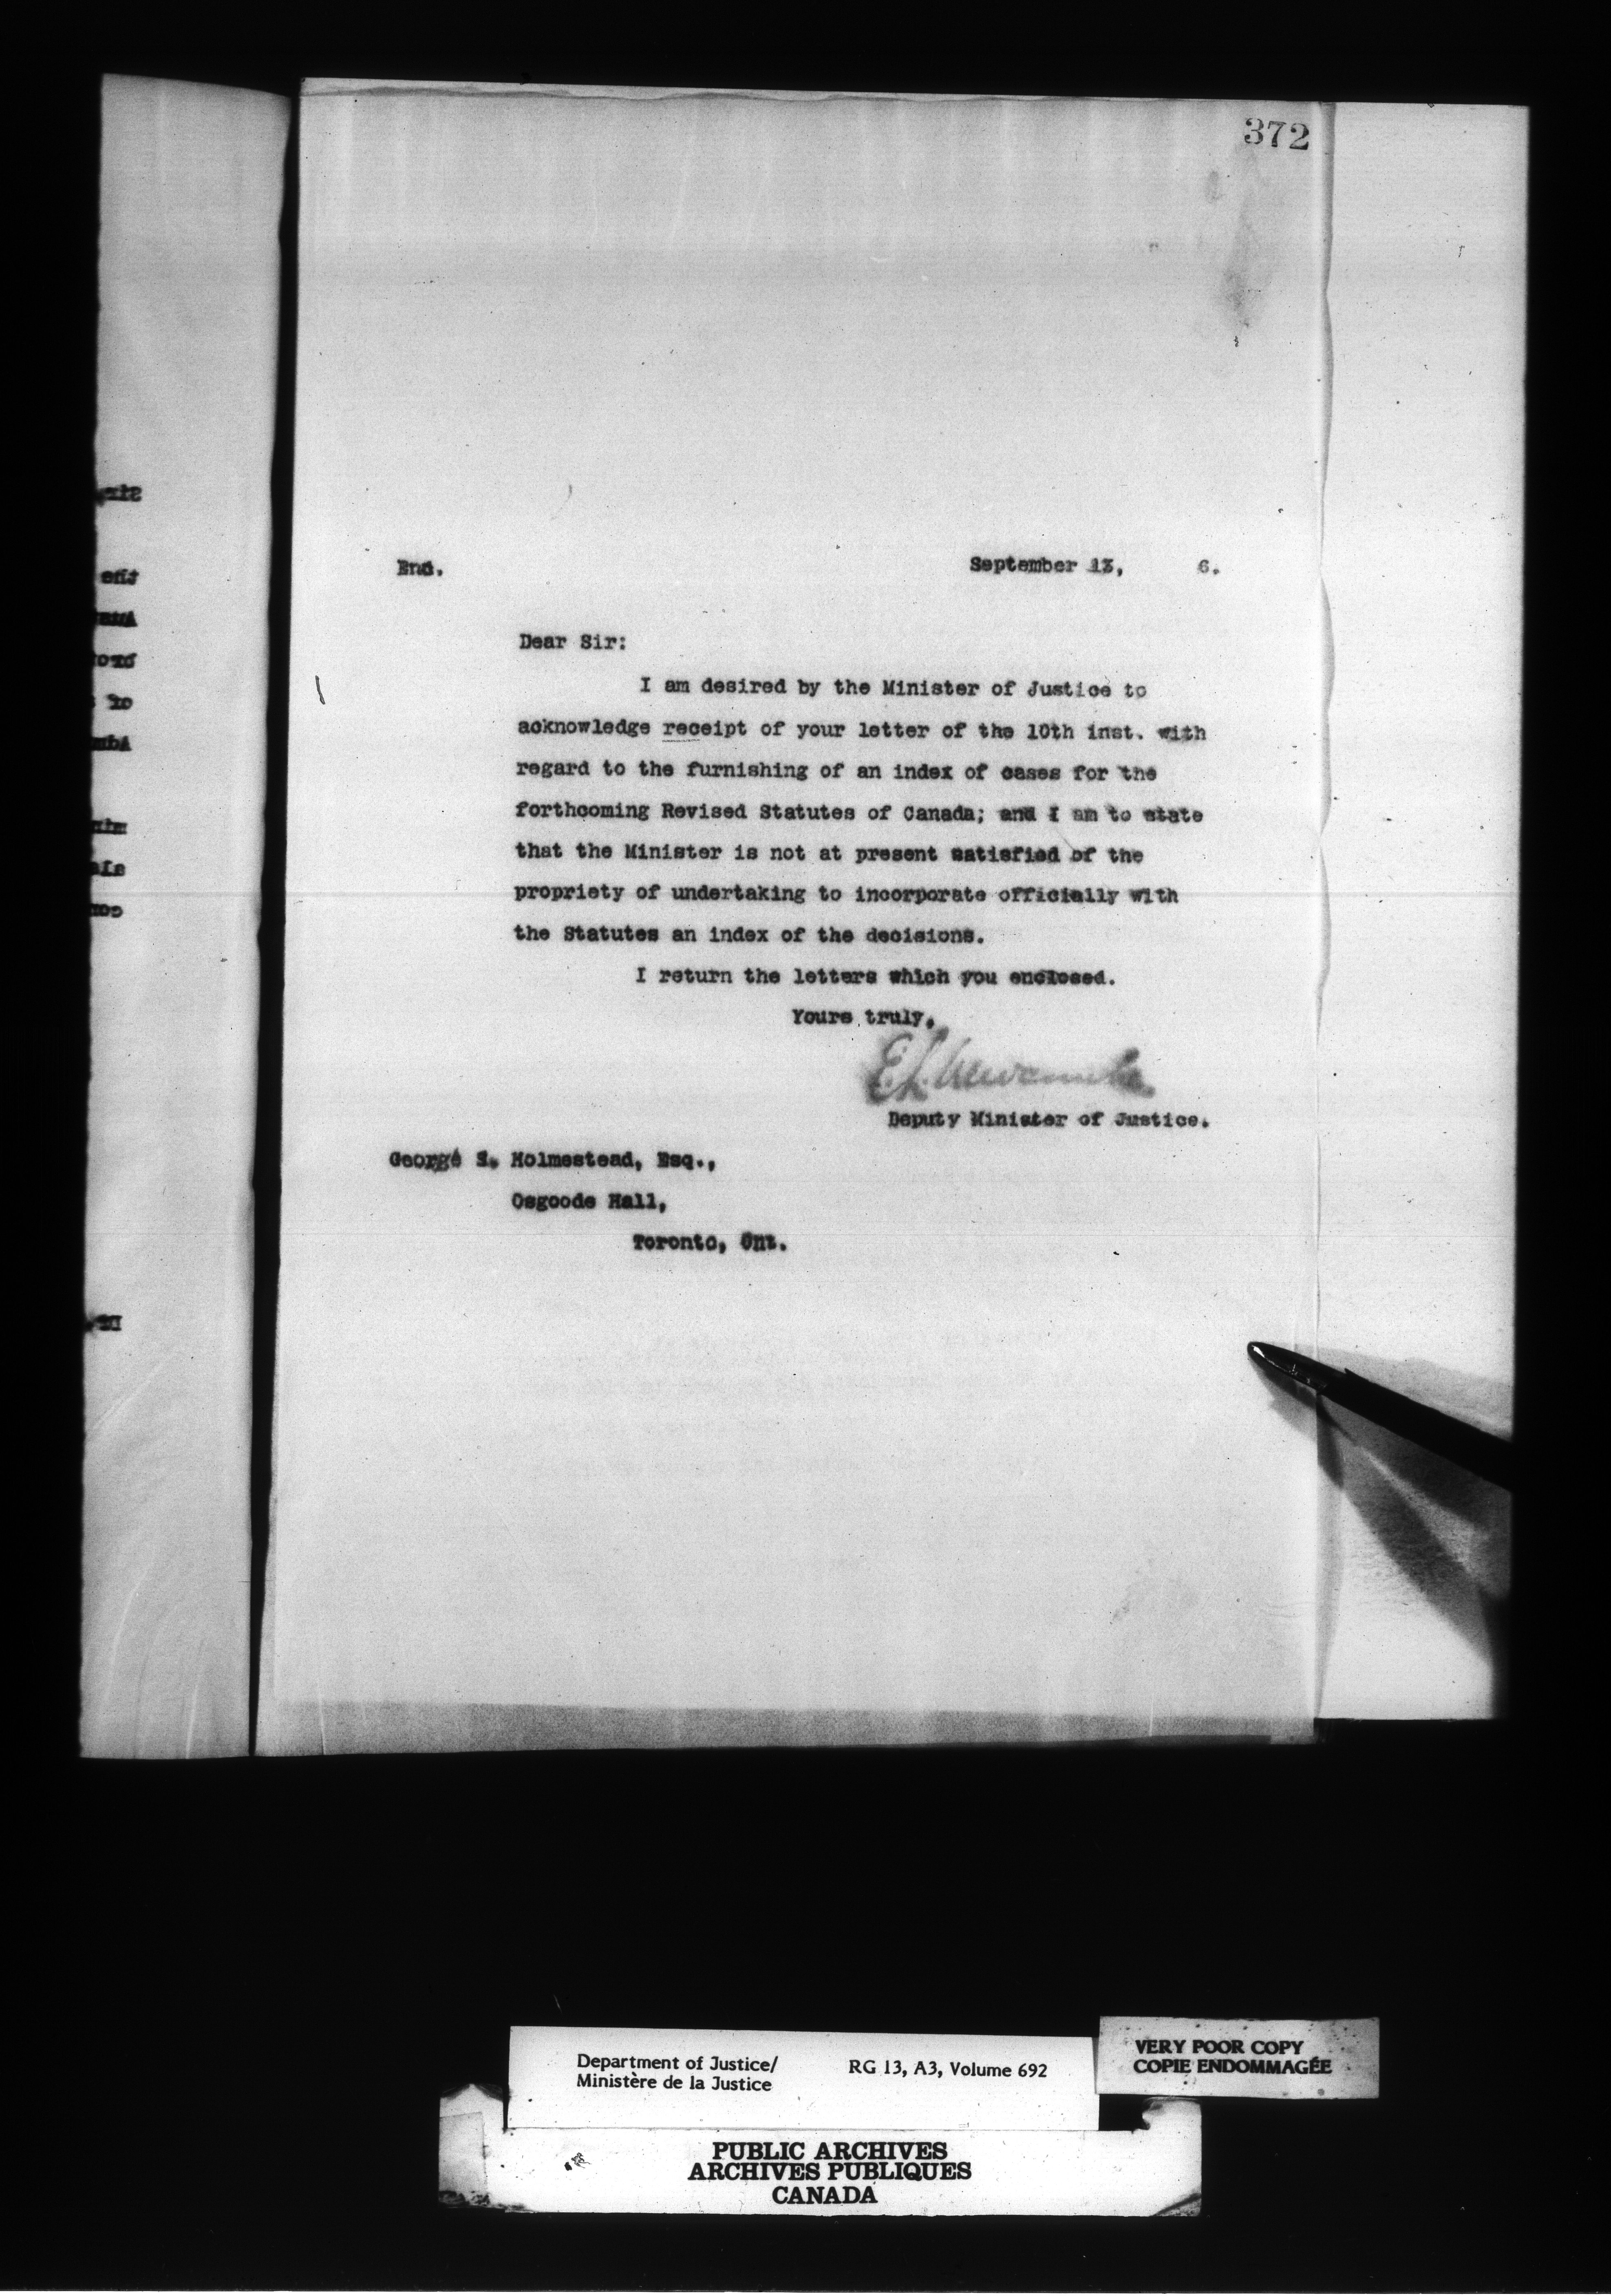 372
Enc. September 13, 6.
Dear Sir:
I am desired by the Minister of Justice to
acknowledge receipt of your letter of the 10th inst. with
regard to the furnishing of an index of cases for the
forthcoming Revised Statutes of Canada; and I am to state
that the Minister is not at present satisfied of the
propriety of undertaking to incorporate officially with
the Statutes an index of the decisions.
I return the letters which you enclosed.
Yours truly,
E.L. Newcombe
Deputy Minister of Justice.
George S. Holmestead, Esq.,
Osgoode Hall,
Toronto, Ont.
Department of Justice/
Ministère de la Justice
RG 13, A3, Volume 692
VERY POOR COPY
COPIE ENDOMMAGÉE
PUBLIC ARCHIVES
ARCHIVES PUBLIQUES
CANADA